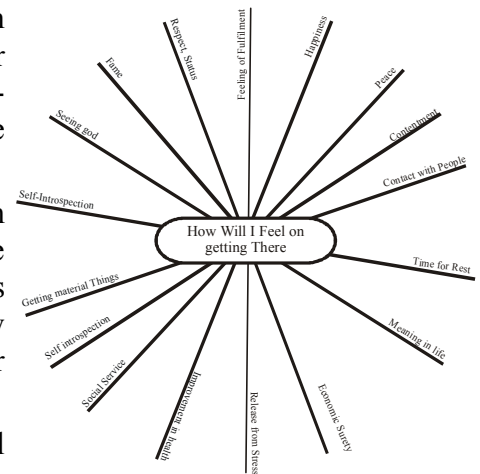 How Will I Feel on
getting There
Feeling of Fulfilment
Happiness
Peace
Contentment
Contact with People
Time for Rest
Meaning in life
Economic Surety
Release from Stress
Improvement in health
Social Service
Self introspection
Getting material Things
Self-Introspection
Seeing god
Fame
Respect, Status